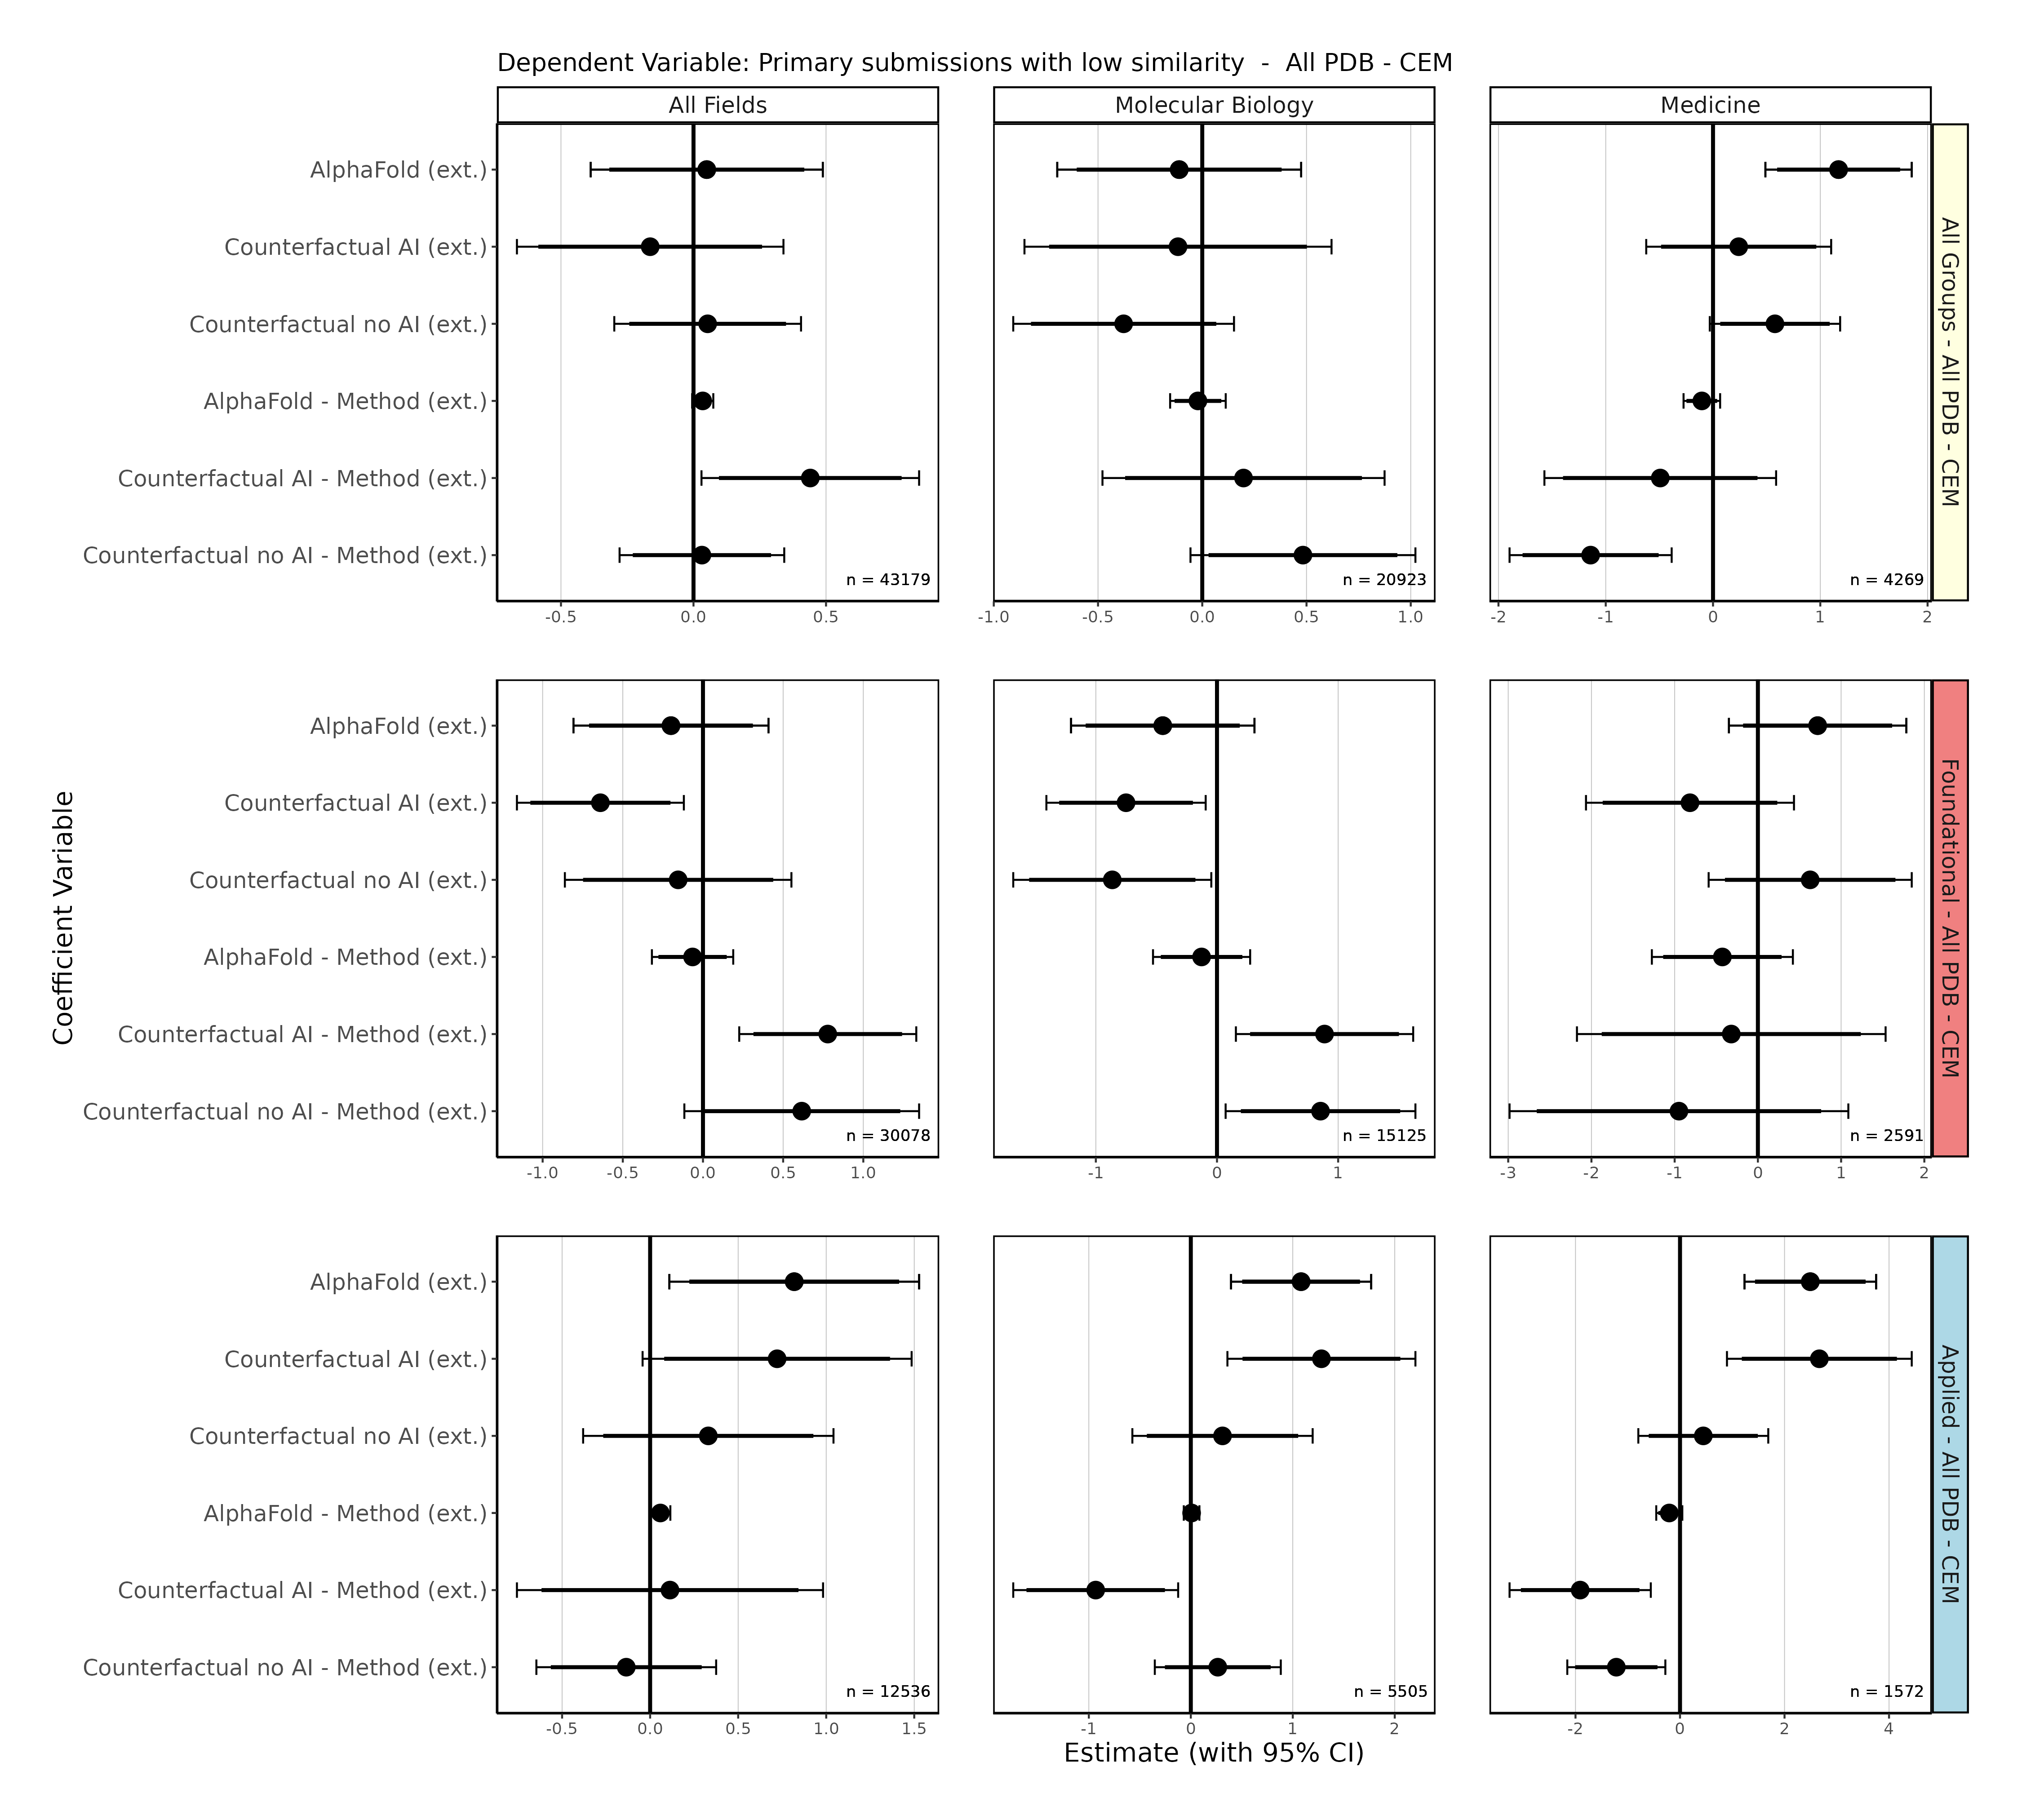 Dependent Variable: Primary submissions with low similarity - All PDB - CEM
All Fields
Molecular Biology
Medicine
AlphaFold (ext.)
Counterfactual AI (ext.)
Counterfactual no AI (ext.)
AlphaFold - Method (ext.)
Counterfactual AI - Method (ext.)
Counterfactual no AI - Method (ext.)
n = 43179
n = 20923
n = 4269
-0.5 0.0 0.5
-1.0 -0.5 0.0 0.5 1.0
-2 -1 0 1 2
All Groups - All PDB - CEM
Coefficient Variable
AlphaFold (ext.)
Counterfactual AI (ext.)
Counterfactual no AI (ext.)
AlphaFold - Method (ext.)
Counterfactual AI - Method (ext.)
Counterfactual no AI - Method (ext.)
n = 30078
n = 15125
n = 2591
-1.0 -0.5 0.0 0.5 1.0
-1 0 1
-3 -2 -1 0 1 2
Foundational - All PDB - CEM
AlphaFold (ext.)
Counterfactual AI (ext.)
Counterfactual no AI (ext.)
AlphaFold - Method (ext.)
Counterfactual AI - Method (ext.)
Counterfactual no AI - Method (ext.)
n = 12536
n = 5505
n = 1572
-0.5 0.0 0.5 1.0 1.5
-1 0 1 2
-2 0 2 4
Applied - All PDB - CEM
Estimate (with 95% CI)